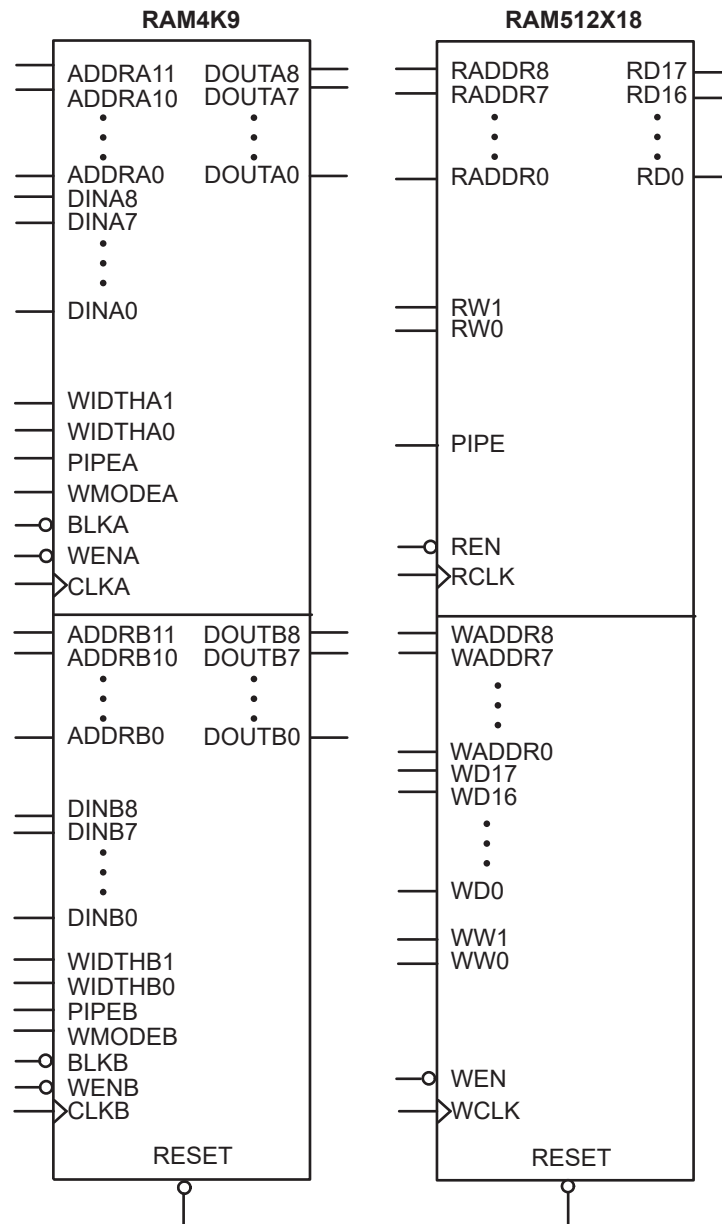 RAM4K9
ADDRA11 DOUTA8
ADDRA10 DOUTA7
ADDRA0 DOUTA0
DINA8
DINA7
DINA0
WIDTHA1
WIDTHA0
PIPEA
WMODEA
BLKA
WENA
CLKA
ADDRB11 DOUTB8
ADDRB10 DOUTB7
ADDRB0 DOUTB0
DINB8
DINB7
DINB0
WIDTHB1
WIDTHB0
PIPEB
WMODEB
BLKB
WENB
CLKB
RESET
RAM512X18
RADDR8 RD17
RADDR7 RD16
RADDR0 RD0
RW1
RW0
PIPE
REN
RCLK
WADDR8
WADDR7
WADDR0
WD17
WD16
WD0
WW1
WW0
WEN
WCLK
RESET